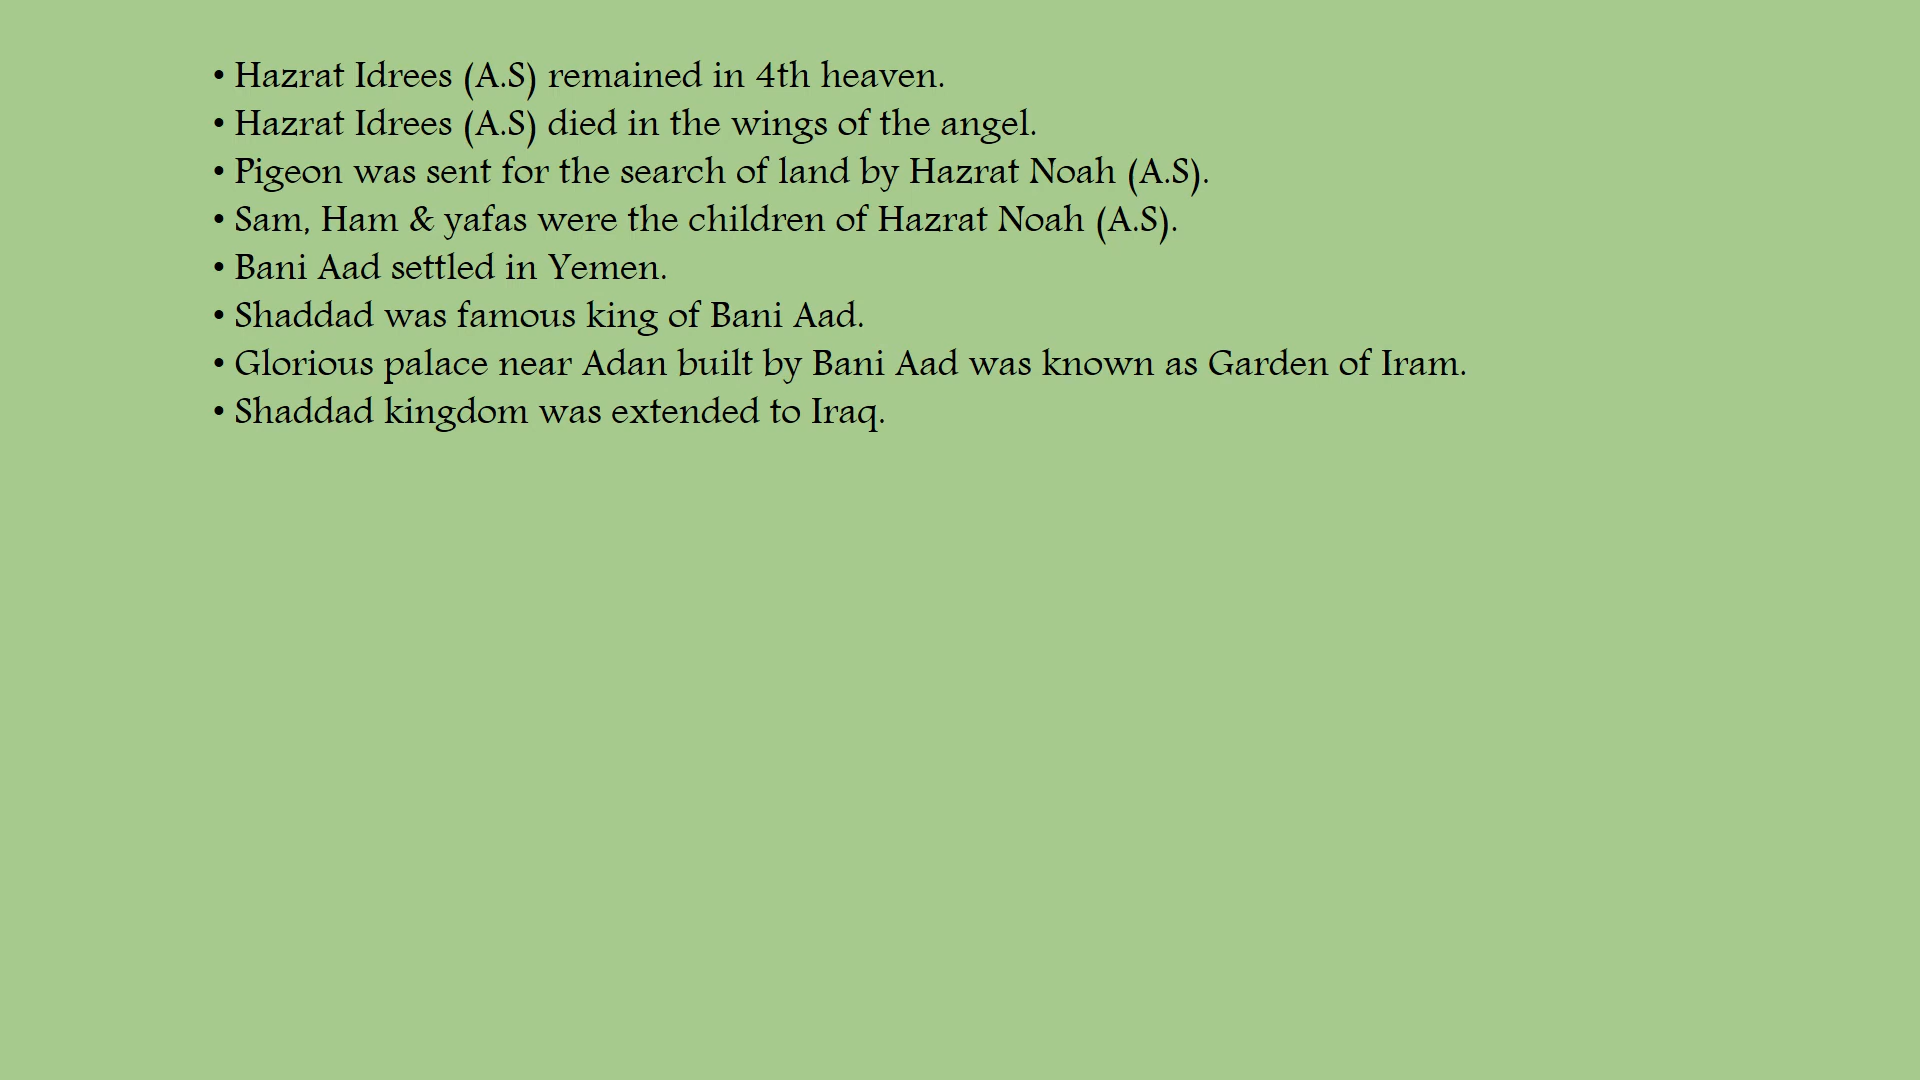 • Hazrat Idrees (A.S) remained in 4th heaven.
• Hazrat Idrees (A.S) died in the wings of the angel.
• Pigeon was sent for the search of land by Hazrat Noah (A.S).
• Sam, Ham & yafas were the children of Hazrat Noah (A.S).
• Bani Aad settled in Yemen.
• Shaddad was famous king of Bani Aad.
• Glorious palace near Adan built by Bani Aad was known as Garden of Iram.
• Shaddad kingdom was extended to Iraq.